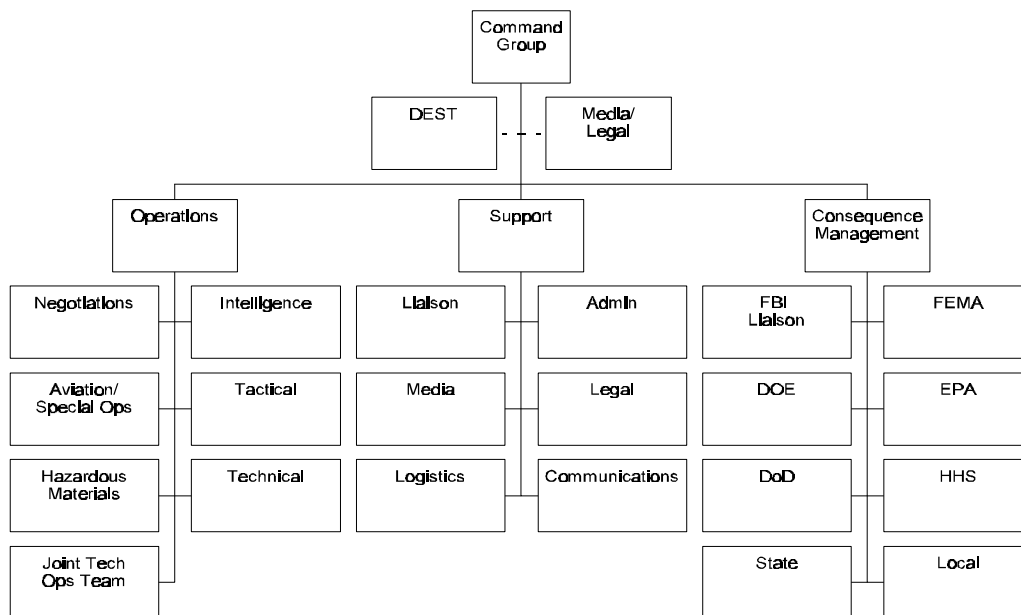 Command
Group
DEST
Media/
Legal
Operations
Support
Consequence
Management
Negotiations
Intelligence
Liaison
Admin
FBI
Liaison
FEMA
Aviation/
Special Ops
Tactical
Media
Legal
DOE
EPA
Hazardous
Materials
Technical
Logistics
Communications
DoD
HHS
Joint Tech
Ops Team
State
Local